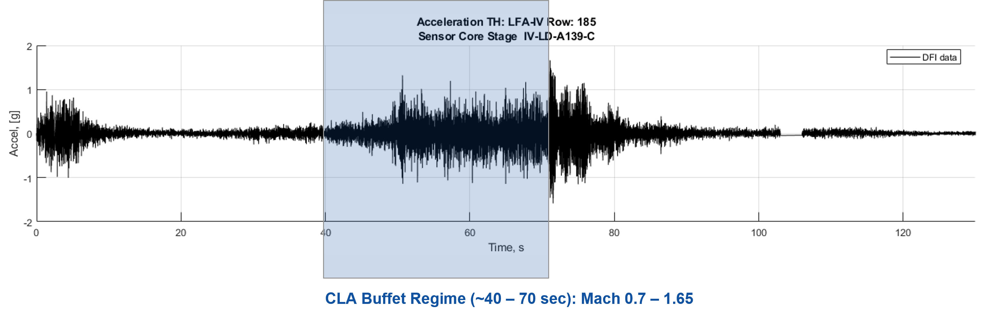 Acceleration TH: LFA-IV Row: 185
Sensor Core Stage  IV-LD-A139-C
DFI data
Accel, [g]
2
1
0
-1
-2
0 20 40 60 80 100 120
Time, s
CLA Buffet Regime (~40 – 70 sec): Mach 0.7 – 1.65